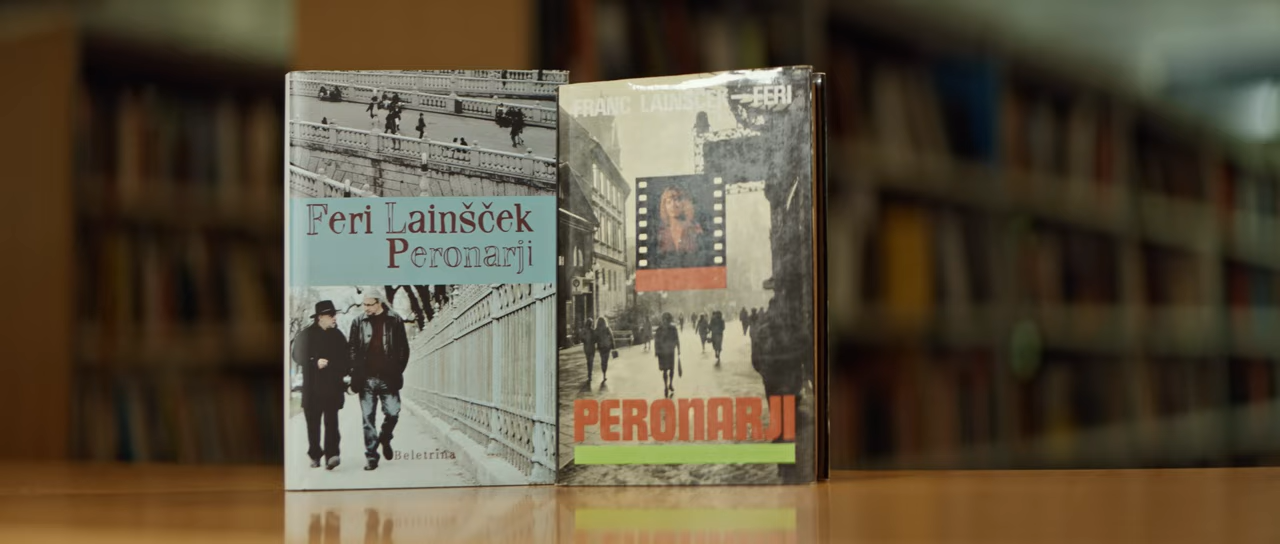 Feri Lainšček
Peronarji
Beletrina
FRANC LAINŠČEK – FERI
PERONARJI